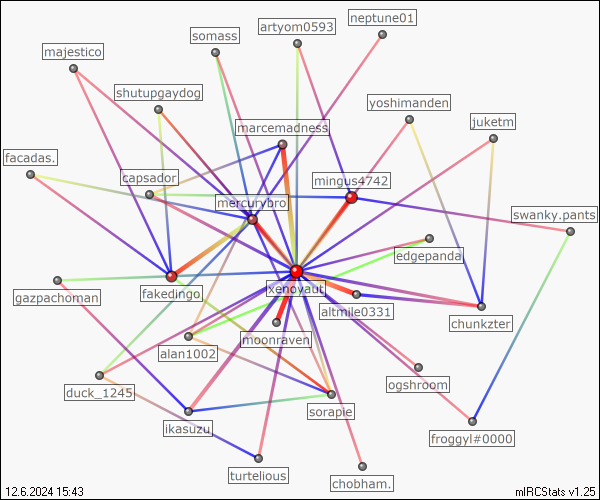 neptune01
artyom0593
somass
majestico
shutupgaydog
yoshimanden
juketm
marcemadness
facadas.
capsador
mingus4742
mercurybro
swanky.pants
edgepanda
xenovaut
gazpachoman
fakedingo
altmile0331
chunkzter
moonraven
alan1002
duck_1245
ogshroom
sorapie
ikasuzu
froggyl#0000
turtelious
chobham.
12.6.2024 15:43
mIRCStats v1.25